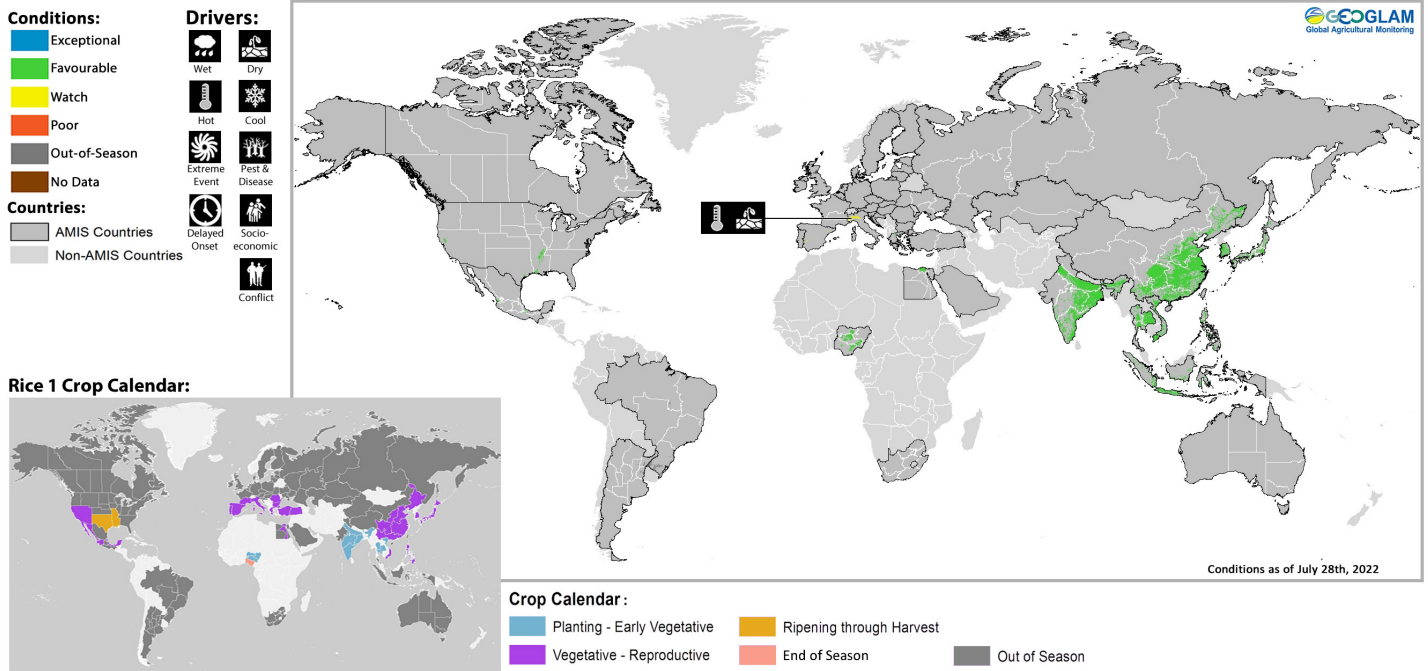 Conditions:
Exceptional
Favourable
Watch
Poor
Out-of-Season
No Data
Countries:
AMIS Countries
Non-AMIS Countries
Drivers:
Wet
Dry
Hot
Cool
Extreme
Event
Pest &
Disease
Delayed
Onset
Socio-
economic
Conflict
GEOGLAM
Global Agricultural Monitoring
Conditions as of July 28th, 2022
Rice 1 Crop Calendar:
Crop Calendar :
Planting - Early Vegetative
Ripening through Harvest
Vegetative - Reproductive
End of Season
Out of Season